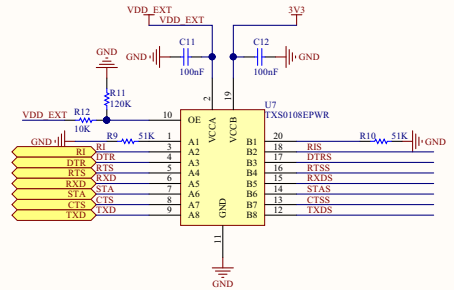 VDD_EXT
3V3
VDD_EXT
GND
C11
C12
GND
GND
100nF
100nF
R11
120K
U7
TXS0108EPWR
2
19
VDD_EXT
R12
10K
10
OE
VCCA
VCCB
GND
R9
51K
1
A1
B1
20
R10
51K
GND
RI
RI
3
A2
B2
18
RIS
DTR
DTR
4
A3
B3
17
DTRS
RTS
RTS
5
A4
B4
16
RTSS
RXD
RXD
6
A5
B5
15
RXDS
STA
STA
7
A6
B6
14
STAS
CTS
CTS
8
A7
B7
13
CTSS
TXD
TXD
9
A8
B8
12
TXDS
GND
11
GND